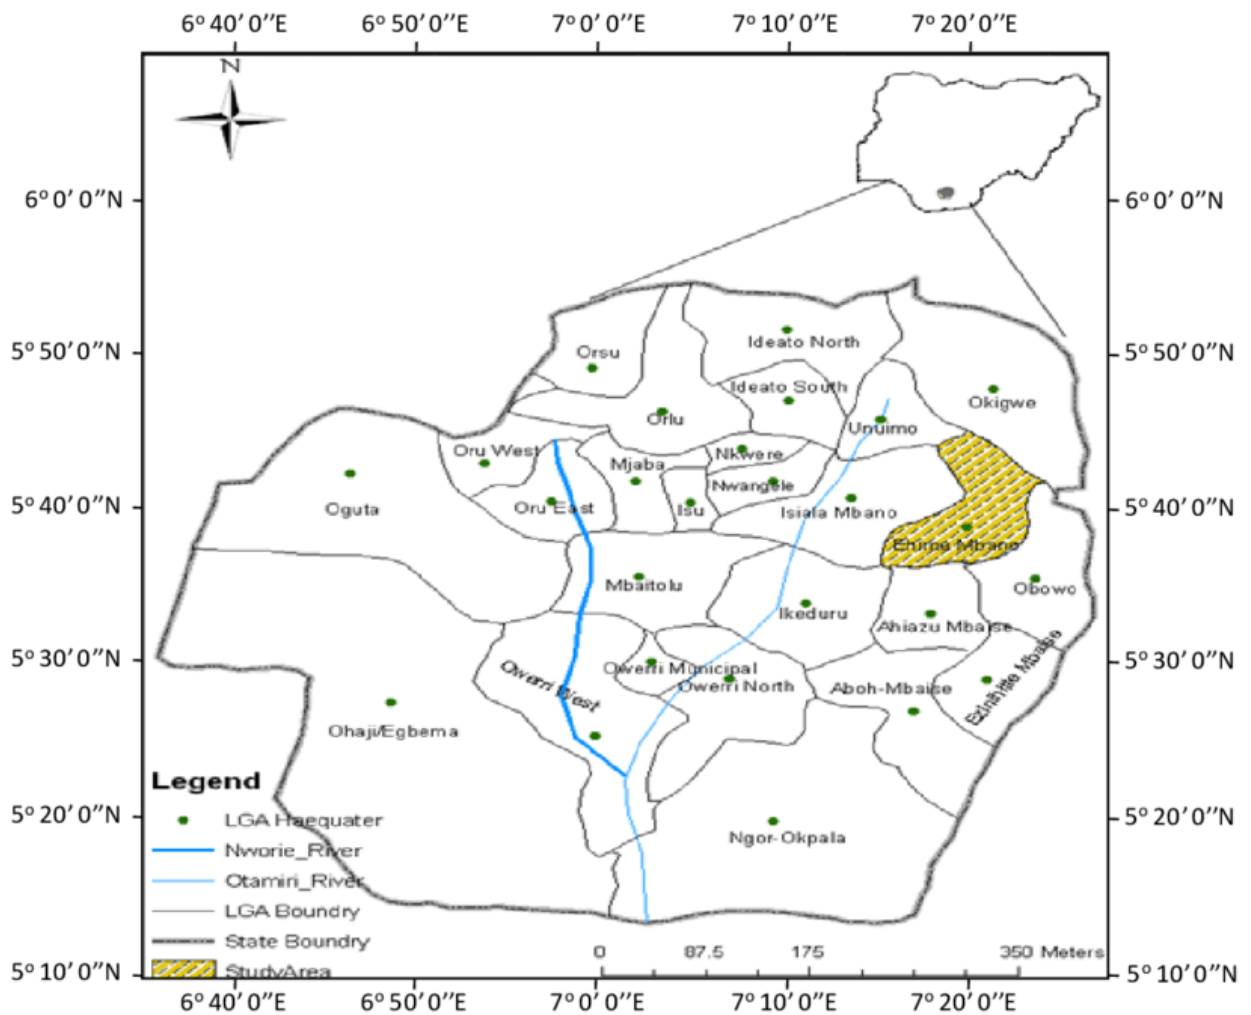 6° 40' 0"E 6° 50' 0"E 7° 0' 0"E 7° 10' 0"E 7° 20' 0"E
N
6° 0' 0"N 6° 0' 0"N
5° 50' 0"N 5° 50' 0"N
Ideato North
Orsu
Ideato South
Okigwe
Orlu
Unuimo
Oru West
Nkwere
Mjaba
Nwangele
5° 40' 0"N 5° 40' 0"N
Oguta
Oru East
Isu
Isiala Mbano
Ehime Mbano
Mbaitolu
Obowo
Ikeduru
Ahiazu Mbaise
5° 30' 0"N 5° 30' 0"N
Owerri Municipal
Ezinihitte Mbaise
Owerri West
Owerri North
Aboh-Mbaise
Ohaji/Egbema
Legend
5° 20' 0"N 5° 20' 0"N
LGA Haequater
Ngor-Okpala
Nworie_River
Otamiri_River
LGA Boundry
State Boundry
0 87.5 175 350 Meters
StudyArea
5° 10' 0"N 5° 10' 0"N
6° 40' 0"E 6° 50' 0"E 7° 0' 0"E 7° 10' 0"E 7° 20' 0"E